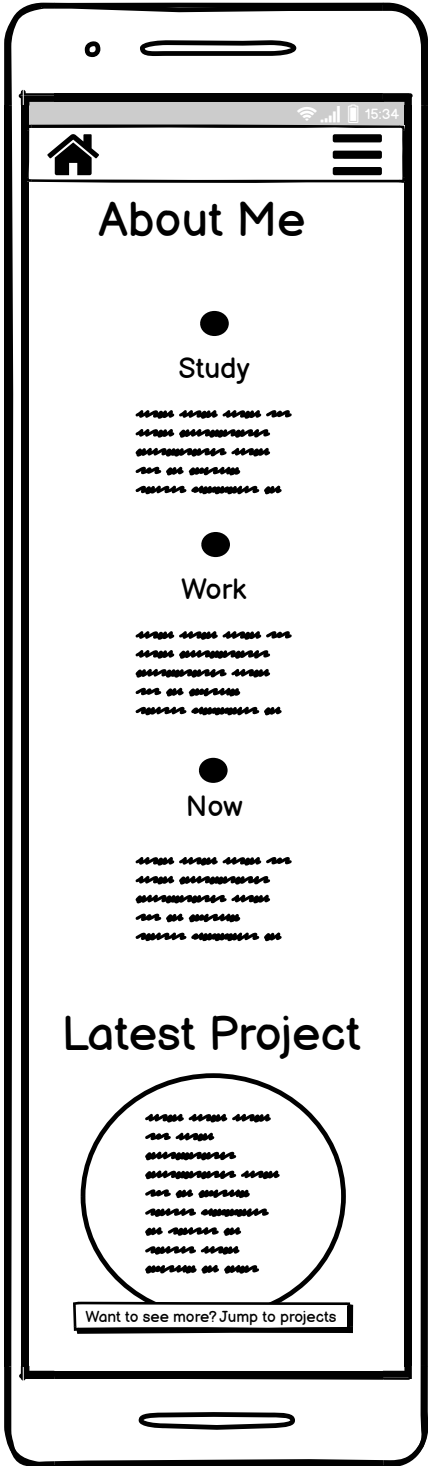 15:34
About Me
Study
Work
Now
Latest Project
Want to see more? Jump to projects